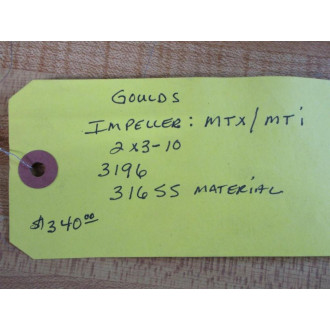 GOULDS
IMPELLER: MTX/MTi
2x3-10
3196
316SS MATERIAL
$340.00